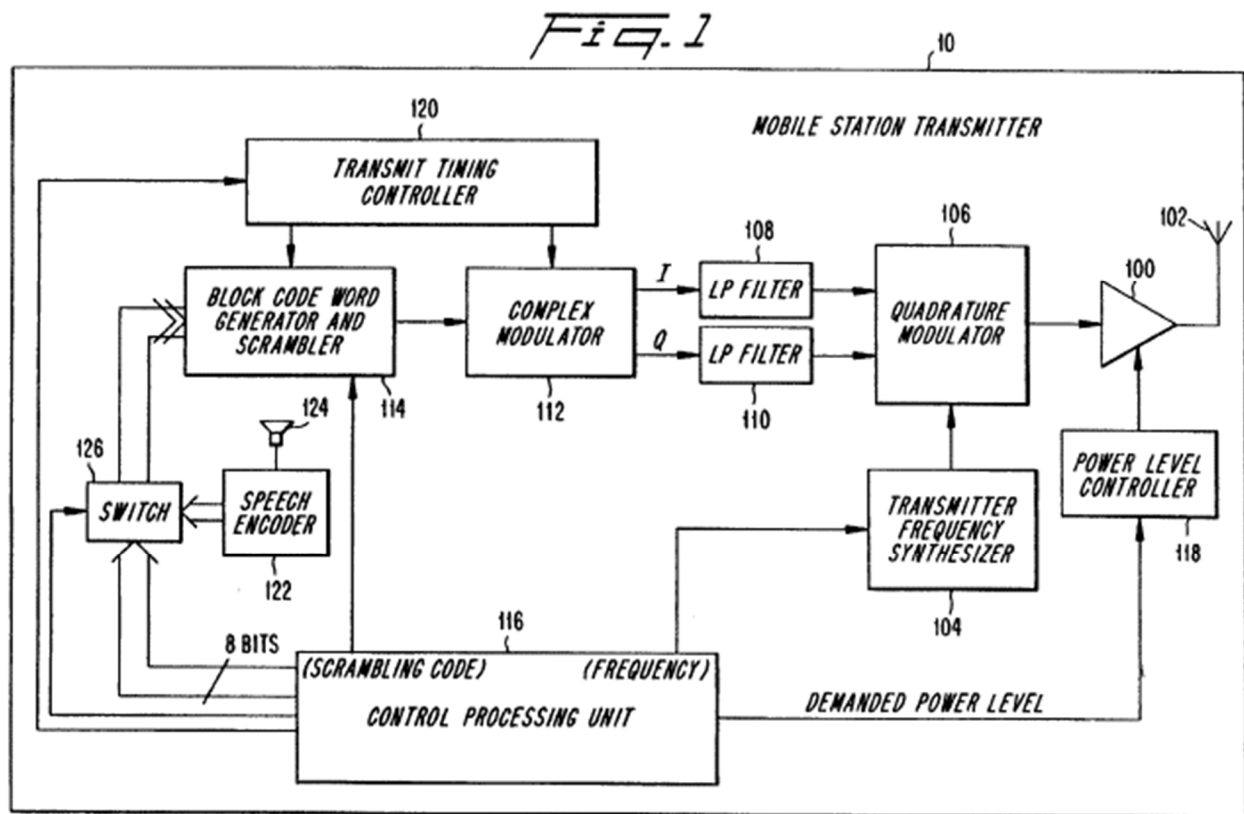 Fig. 1
10
MOBILE STATION TRANSMITTER
120
TRANSMIT TIMING
CONTROLLER
BLOCK CODE WORD
GENERATOR AND
SCRAMBLER
114
COMPLEX
MODULATOR
112
I
Q
108
LP FILTER
LP FILTER
110
106
QUADRATURE
MODULATOR
100
102
126
SWITCH
124
SPEECH
ENCODER
122
TRANSMITTER
FREQUENCY
SYNTHESIZER
104
POWER LEVEL
CONTROLLER
118
8 BITS
116
(SCRAMBLING CODE)
(FREQUENCY)
CONTROL PROCESSING UNIT
DEMANDED POWER LEVEL